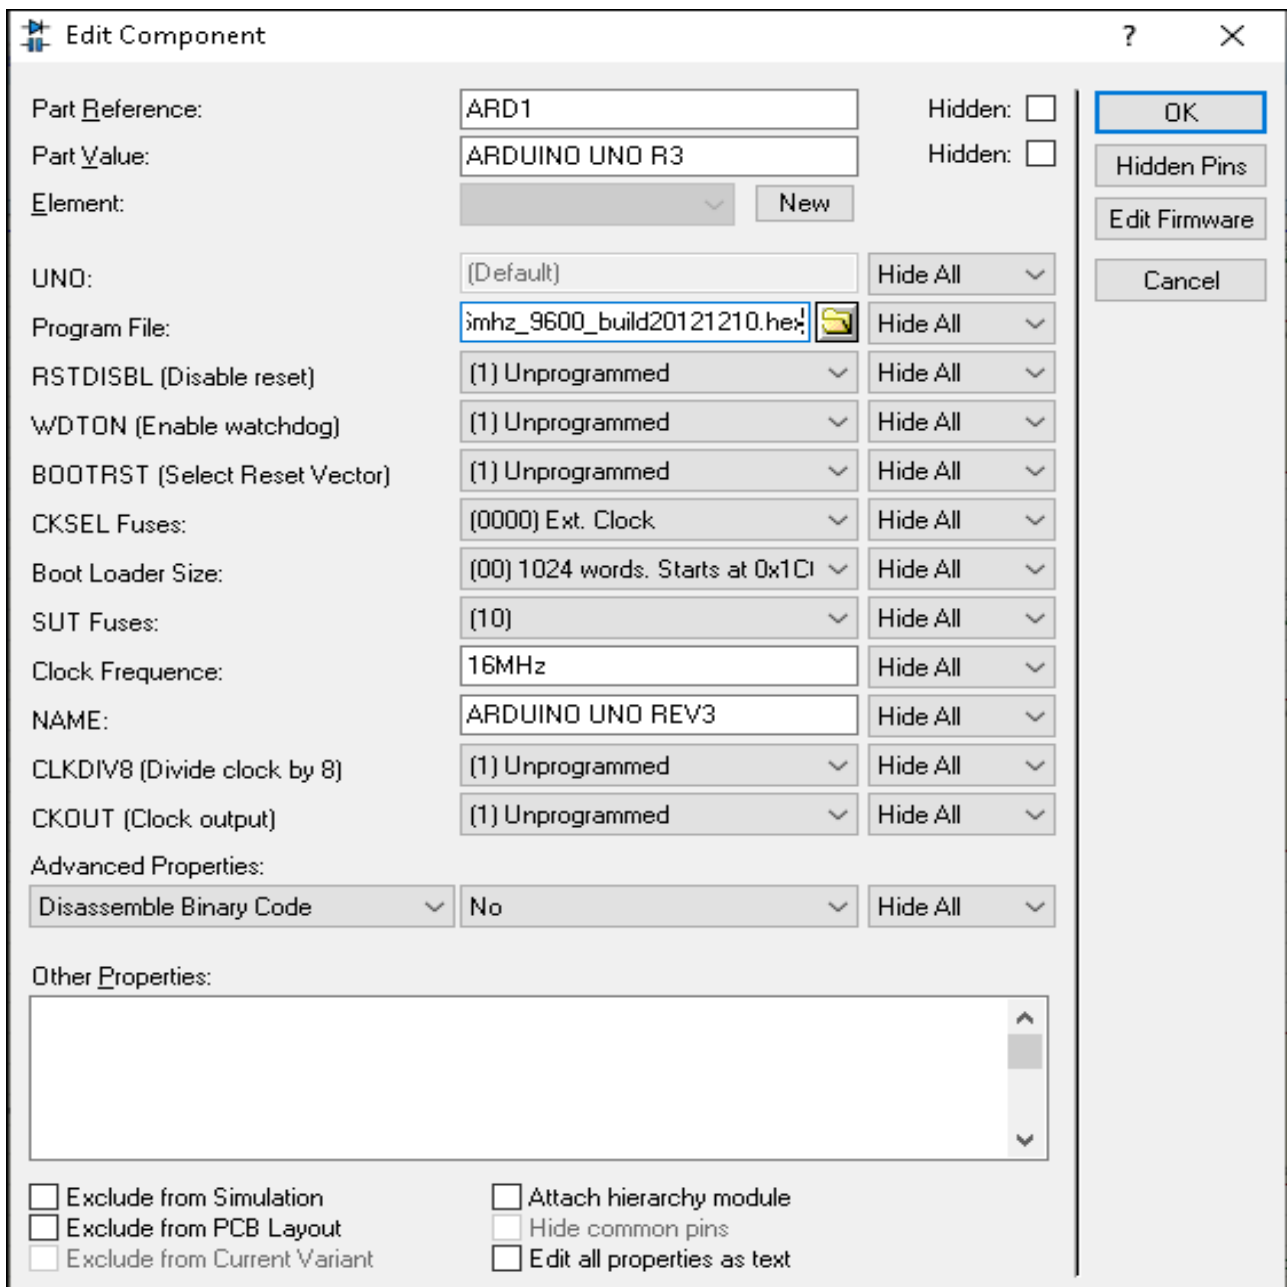 Edit Component ? ×
Part Reference: ARD1 Hidden: OK
Part Value: ARDUINO UNO R3 Hidden: Hidden Pins
Element: New Edit Firmware
UNO: (Default) Hide All Cancel
Program File: mhz_9600_build20121210.hex Hide All
RSTDISBL (Disable reset) (1) Unprogrammed Hide All
WDTON (Enable watchdog) (1) Unprogrammed Hide All
BOOTRST (Select Reset Vector) (1) Unprogrammed Hide All
CKSEL Fuses: (0000) Ext. Clock Hide All
Boot Loader Size: (00) 1024 words. Starts at 0x1C Hide All
SUT Fuses: (10) Hide All
Clock Frequence: 16MHz Hide All
NAME: ARDUINO UNO REV3 Hide All
CLKDIV8 (Divide clock by 8) (1) Unprogrammed Hide All
CKOUT (Clock output) (1) Unprogrammed Hide All
Advanced Properties:
Disassemble Binary Code No Hide All
Other Properties:
Exclude from Simulation Attach hierarchy module
Exclude from PCB Layout Hide common pins
Exclude from Current Variant Edit all properties as text